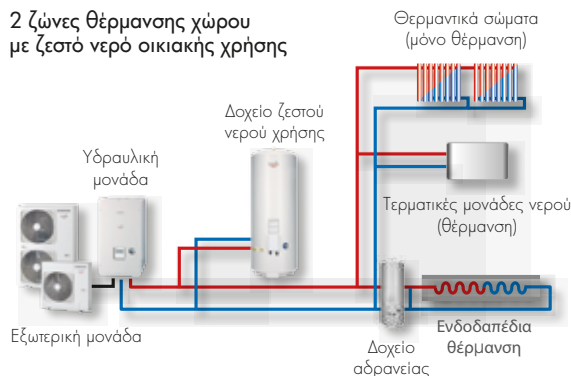 2 ζώνες θέρμανσης χώρου
με ζεστό νερό οικιακής χρήσης
Θερμαντικά σώματα
(μόνο θέρμανση)
Δοχείο ζεστού
νερού χρήσης
Υδραυλική
μονάδα
Τερματικές μονάδες νερού
(θέρμανση)
Εξωτερική μονάδα
Δοχείο
αδρανείας
Ενδοδαπέδια
θέρμανση